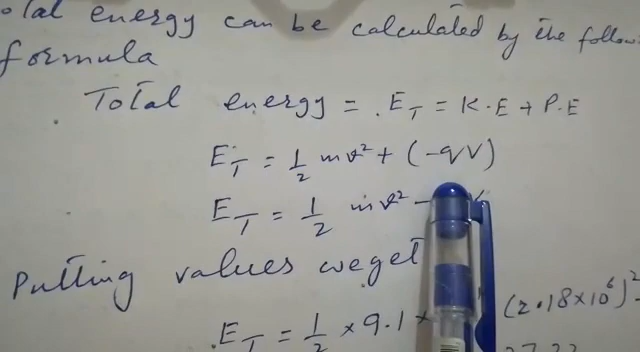 energy can be calculated by the
formula
Total energy = E_T = K.E + P.E
E_T = 1/2 mv² + (-qV)
E_T = 1/2 mv² -
Putting values we get
E_T = 1/2 × 9.1 × (2.18×10⁶)²